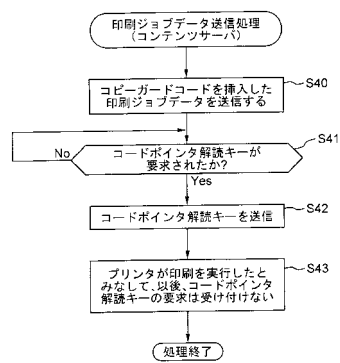 印刷ジョブデータ送信処理
(コンテンツサーバ)
S40
コピーガードコードを挿入した
印刷ジョブデータを送信する
S41
コードポインタ解読キーが
要求されたか?
No
Yes
S42
コードポインタ解読キーを送信
S43
プリンタが印刷を実行したと
みなして、以後、コードポインタ
解読キーの要求は受け付けない
処理終了